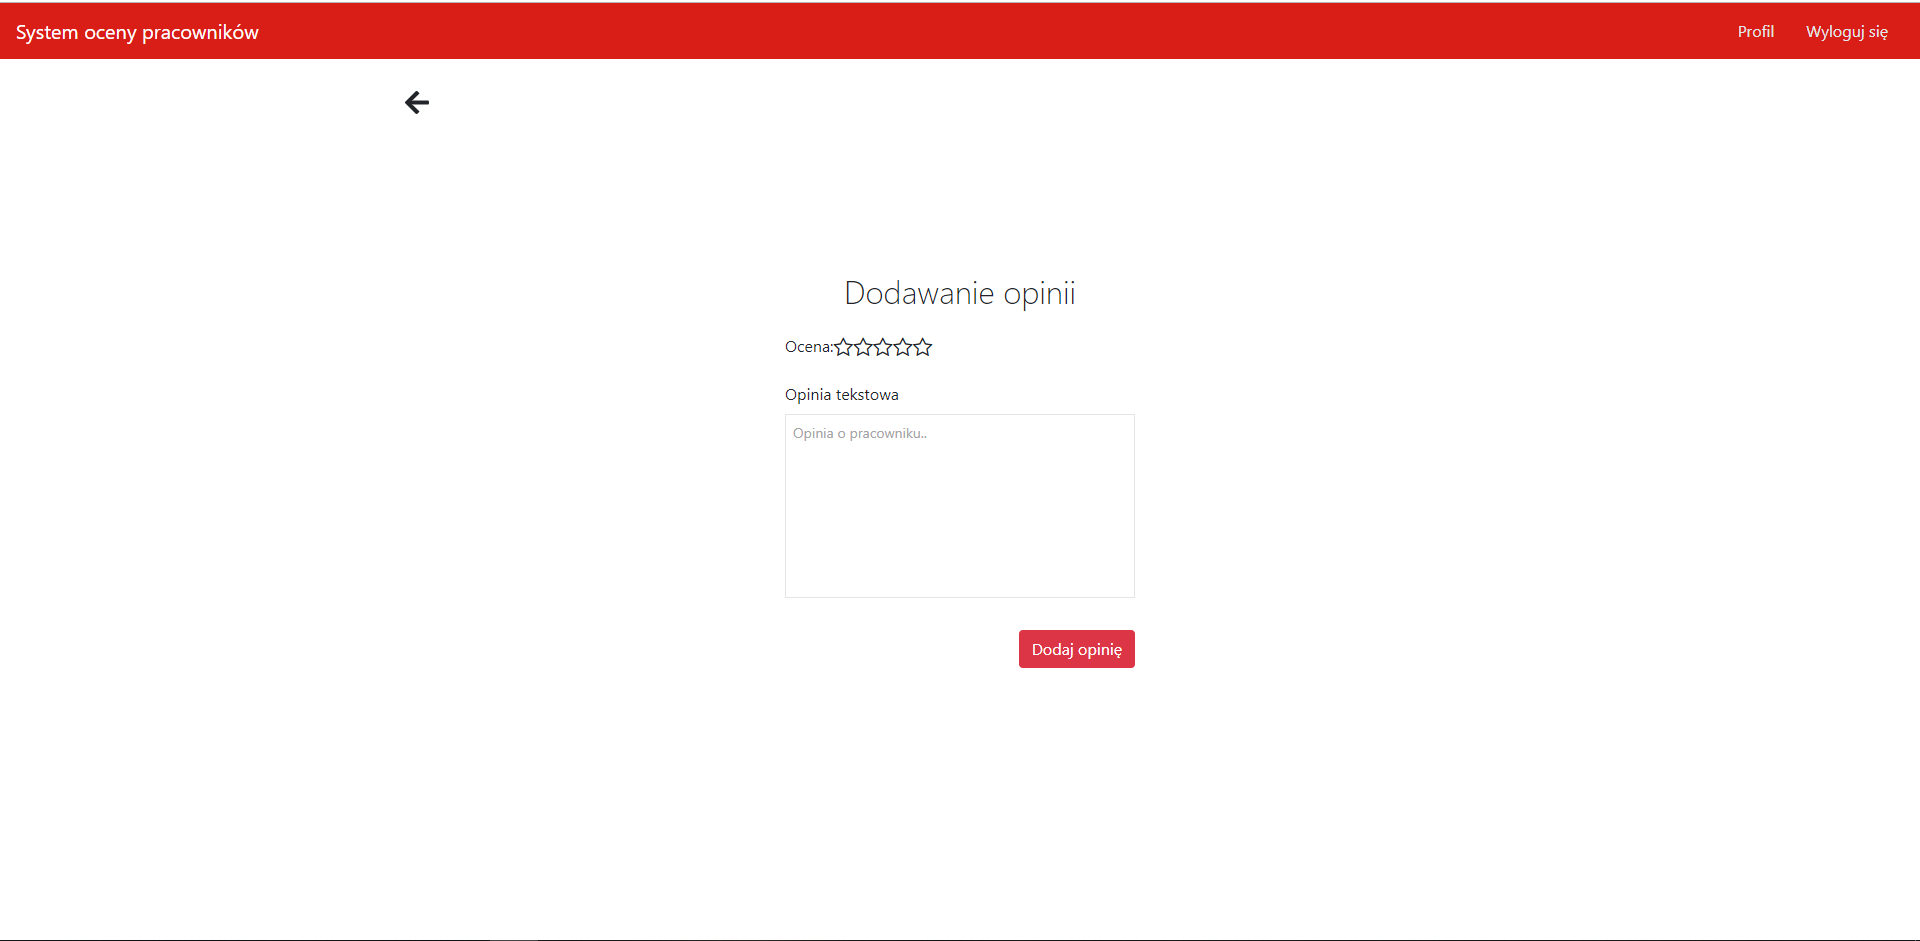 System oceny pracowników
Profil
Wyloguj się
Dodawanie opinii
Ocena:
Opinia tekstowa
Opinia o pracowniku..
Dodaj opinię